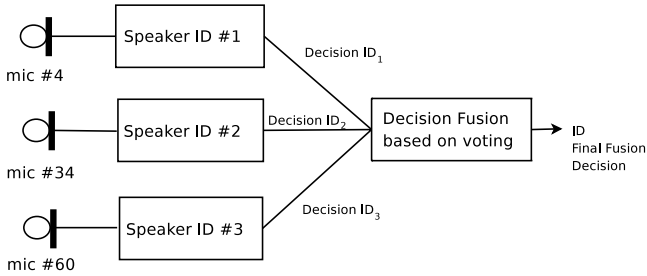 Speaker ID #1
mic #4
Decision ID1
Speaker ID #2
mic #34
Decision ID2
Decision Fusion
based on voting
ID
Final Fusion
Decision
Speaker ID #3
mic #60
Decision ID3